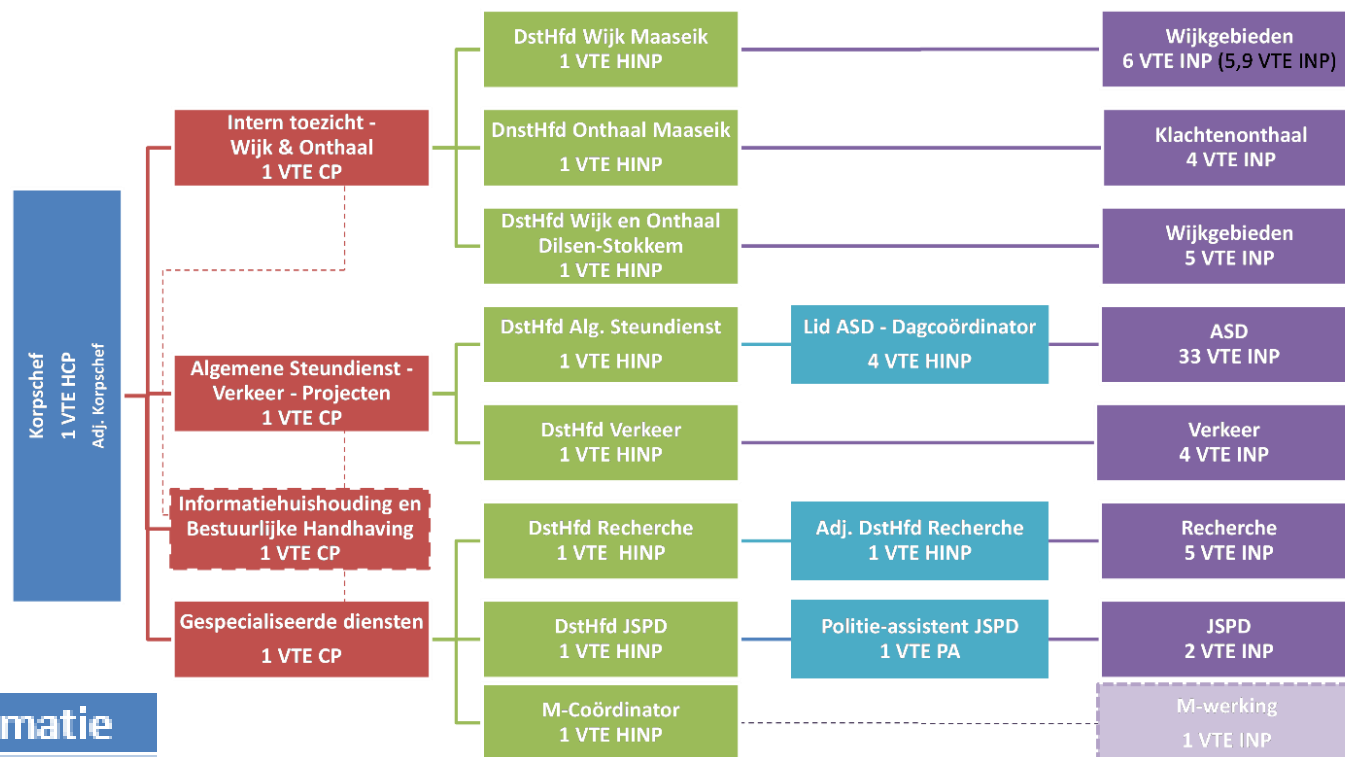 Korpschef
1 VTE HCP
Adj. Korpschef
Intern toezicht -
Wijk & Onthaal
1 VTE CP
Algemene Steundienst -
Verkeer - Projecten
1 VTE CP
Informatiehuishouding en
Bestuurlijke Handhaving
1 VTE CP
Gespecialiseerde diensten
1 VTE CP
DstHfd Wijk Maaseik
1 VTE HINP
DnstHfd Onthaal Maaseik
1 VTE HINP
DstHfd Wijk en Onthaal
Dilsen-Stokkem
1 VTE HINP
DstHfd Alg. Steundienst
1 VTE HINP
DstHfd Verkeer
1 VTE HINP
DstHfd Recherche
1 VTE HINP
DstHfd JSPD
1 VTE HINP
M-Coördinator
1 VTE HINP
Lid ASD - Dagcoördinator
4 VTE HINP
Adj. DstHfd Recherche
1 VTE HINP
Politie-assistent JSPD
1 VTE PA
Wijkgebieden
6 VTE INP (5,9 VTE INP)
Klachtenonthaal
4 VTE INP
Wijkgebieden
5 VTE INP
ASD
33 VTE INP
Verkeer
4 VTE INP
Recherche
5 VTE INP
JSPD
2 VTE INP
M-werking
1 VTE INP
matie